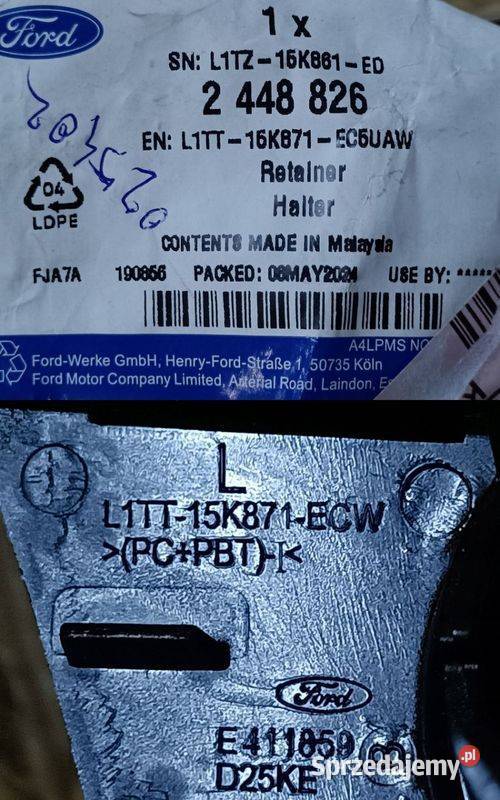 Ford
1 x
SN: L1TZ-15K861-ED
2 448 826
EN: L1TT-15K871-EC5UAW
Retainer
Halter
CONTENTS MADE IN Malaysia
04
LDPE
FJA7A 190856 PACKED: 08MAY2024 USE BY: *****
A4LPMS
Ford-Werke GmbH, Henry-Ford-Straße 1, 50735 Köln
Ford Motor Company Limited, Arterial Road, Laindon,
L
L1TT-15K871-ECW
>(PC+PBT)-I<
Ford
E411859
D25KE
Sprzedajemy.pl